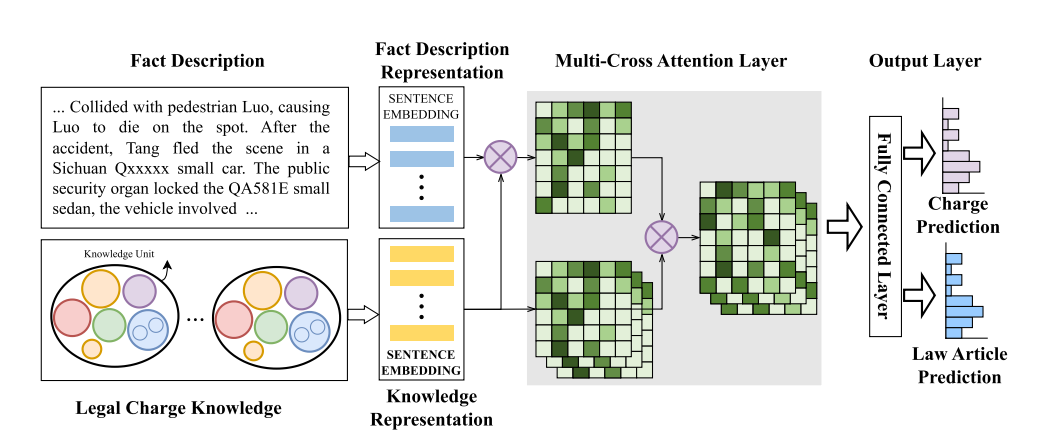 Fact Description
... Collided with pedestrian Luo, causing
Luo to die on the spot. After the
accident, Tang fled the scene in a
Sichuan Qxxxxx small car. The public
security organ locked the QA581E small
sedan, the vehicle involved ...
Knowledge Unit
...
Legal Charge Knowledge
Fact Description
Representation
SENTENCE
EMBEDDING
SENTENCE
EMBEDDING
Knowledge
Representation
Multi-Cross Attention Layer
Output Layer
Fully Connected Layer
Charge
Prediction
Law Article
Prediction